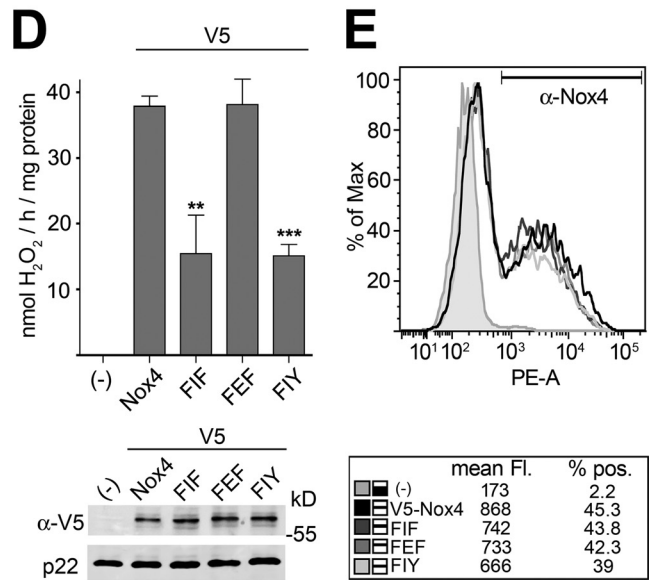 D
V5
nmol H₂O₂ / h / mg protein
40
30
20
10
**
***
(-)
Nox4
FIF
FEF
FIY
V5
(-)
Nox4
FIF
FEF
FIY
kD
α-V5
-55
p22
E
% of Max
100
80
60
40
20
α-Nox4
10¹ 10² 10³ 10⁴ 10⁵
PE-A
mean Fl. % pos.
(-) 173 2.2
V5-Nox4 868 45.3
FIF 742 43.8
FEF 733 42.3
FIY 666 39